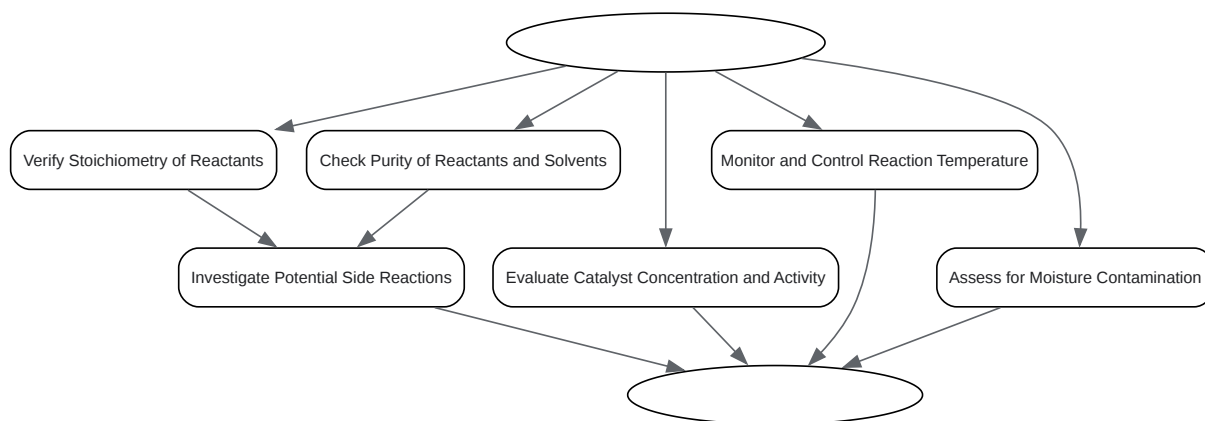 Verify Stoichiometry of Reactants
Check Purity of Reactants and Solvents
Monitor and Control Reaction Temperature
Investigate Potential Side Reactions
Evaluate Catalyst Concentration and Activity
Assess for Moisture Contamination